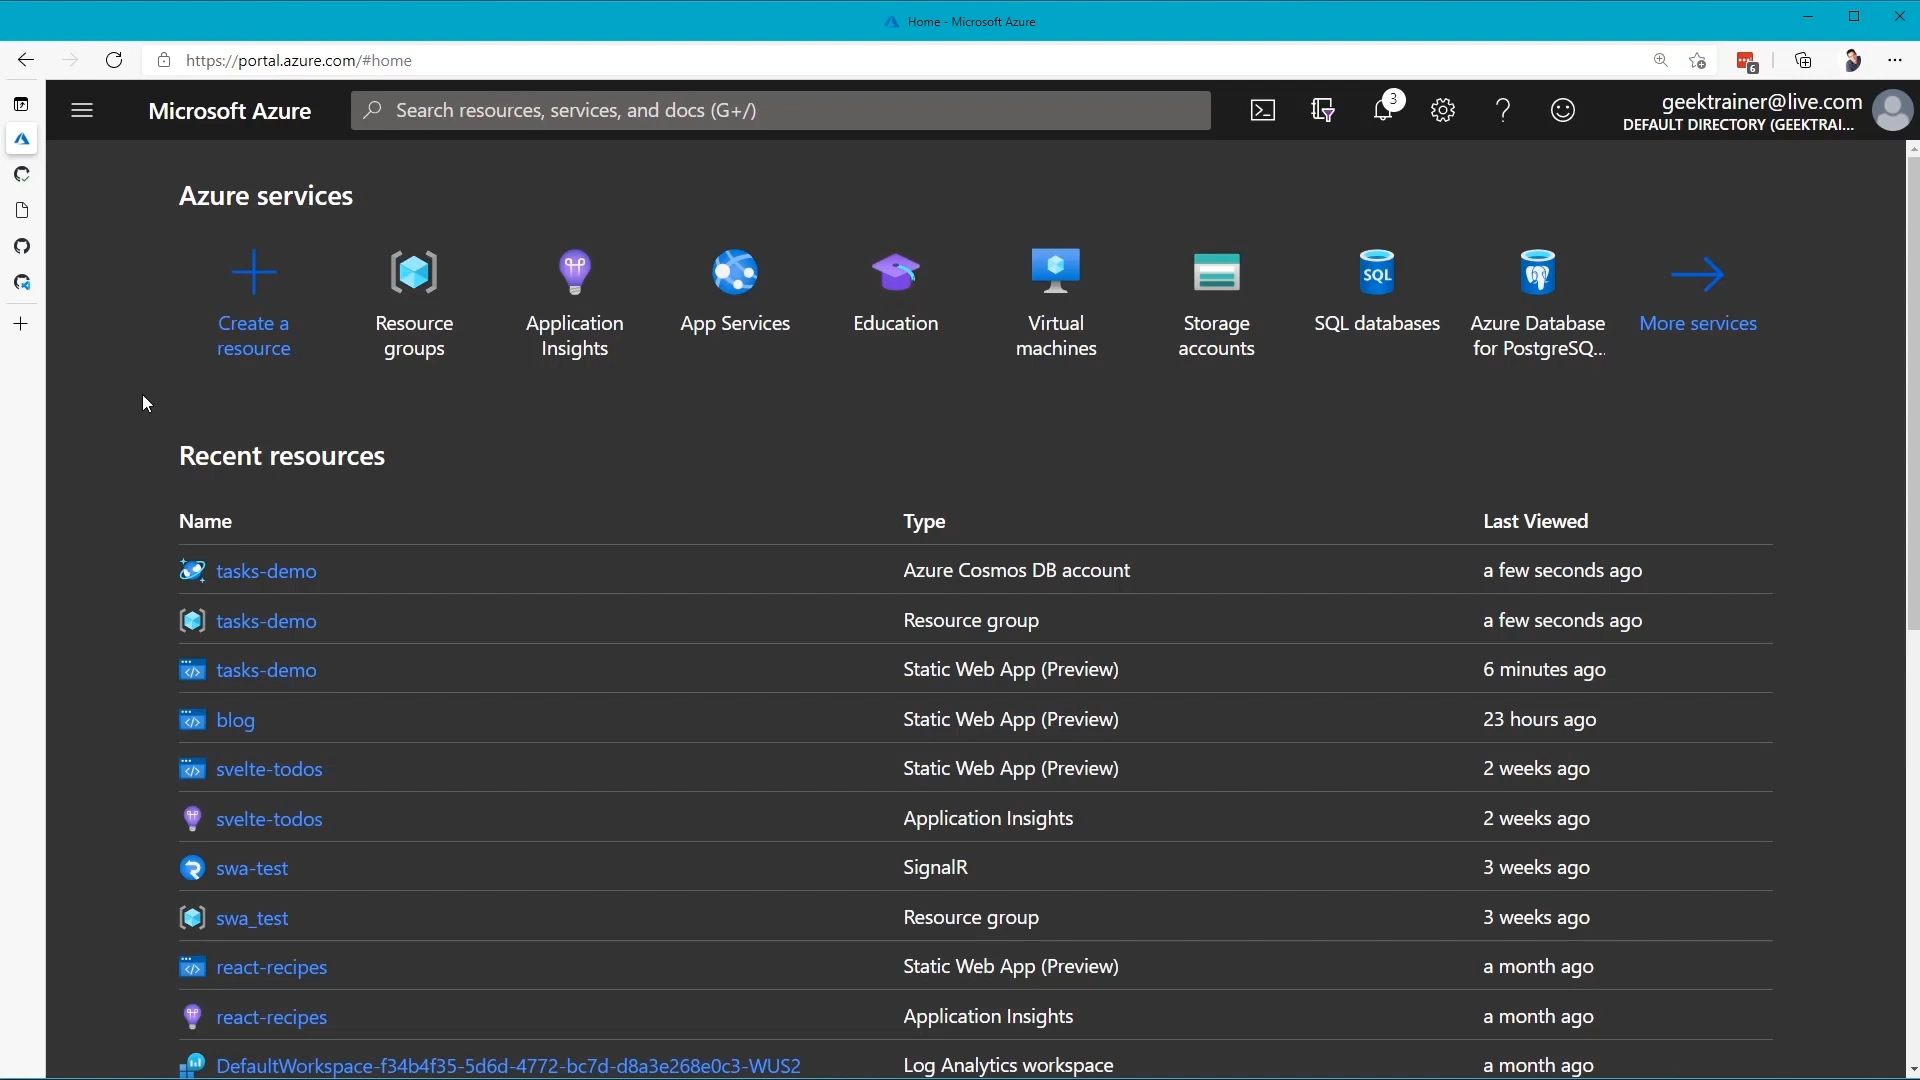 Home - Microsoft Azure
https://portal.azure.com/#home
6
Microsoft Azure
Search resources, services, and docs (G+/)
3
geektrainer@live.com
DEFAULT DIRECTORY (GEEKTRAI...
Azure services
Create a
resource
Resource
groups
Application
Insights
App Services
Education
Virtual
machines
Storage
accounts
SQL
SQL databases
Azure Database
for PostgreSQ...
More services
Recent resources
Name Type Last Viewed
tasks-demo Azure Cosmos DB account a few seconds ago
tasks-demo Resource group a few seconds ago
tasks-demo Static Web App (Preview) 6 minutes ago
blog Static Web App (Preview) 23 hours ago
svelte-todos Static Web App (Preview) 2 weeks ago
svelte-todos Application Insights 2 weeks ago
swa-test SignalR 3 weeks ago
swa_test Resource group 3 weeks ago
react-recipes Static Web App (Preview) a month ago
react-recipes Application Insights a month ago
DefaultWorkspace-f34b4f35-5d6d-4772-bc7d-d8a3e268e0c3-WUS2 Log Analytics workspace a month ago